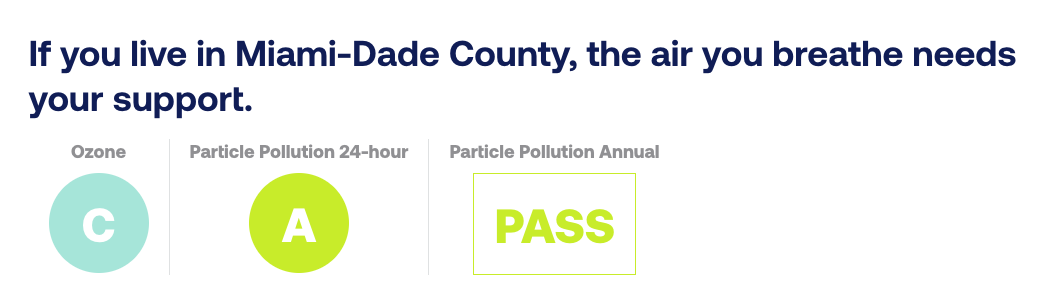 If you live in Miami-Dade County, the air you breathe needs
your support.
Ozone
Particle Pollution 24-hour
Particle Pollution Annual
C
A
PASS